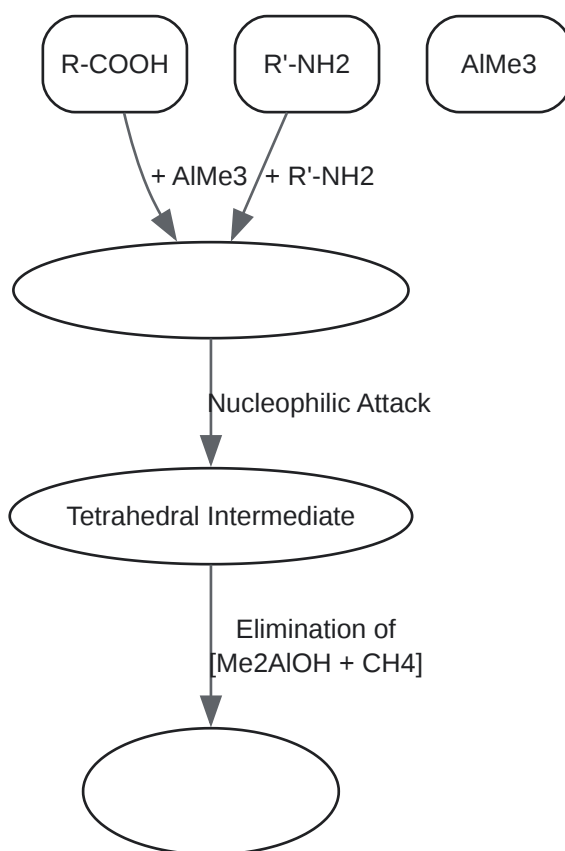 R-COOH
R'-NH2
AlMe3
+ AlMe3
+ R'-NH2
Nucleophilic Attack
Tetrahedral Intermediate
Elimination of
[Me2AlOH + CH4]